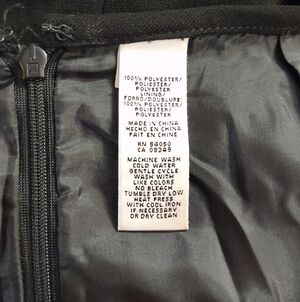 100% POLYESTER/
POLIESTER/
POLYESTER
LINING/
FORRO/DOUBLURE:
100% POLYESTER/
POLIESTER/
POLYESTER
MADE IN CHINA
HECHO EN CHINA
FAIT EN CHINE
RN 54050
CA 08345
MACHINE WASH
COLD WATER
GENTLE CYCLE
WASH WITH
LIKE COLORS
NO BLEACH
TUMBLE DRY LOW
HEAT PRESS
WITH COOL IRON
IF NECESSARY
OR DRY CLEAN